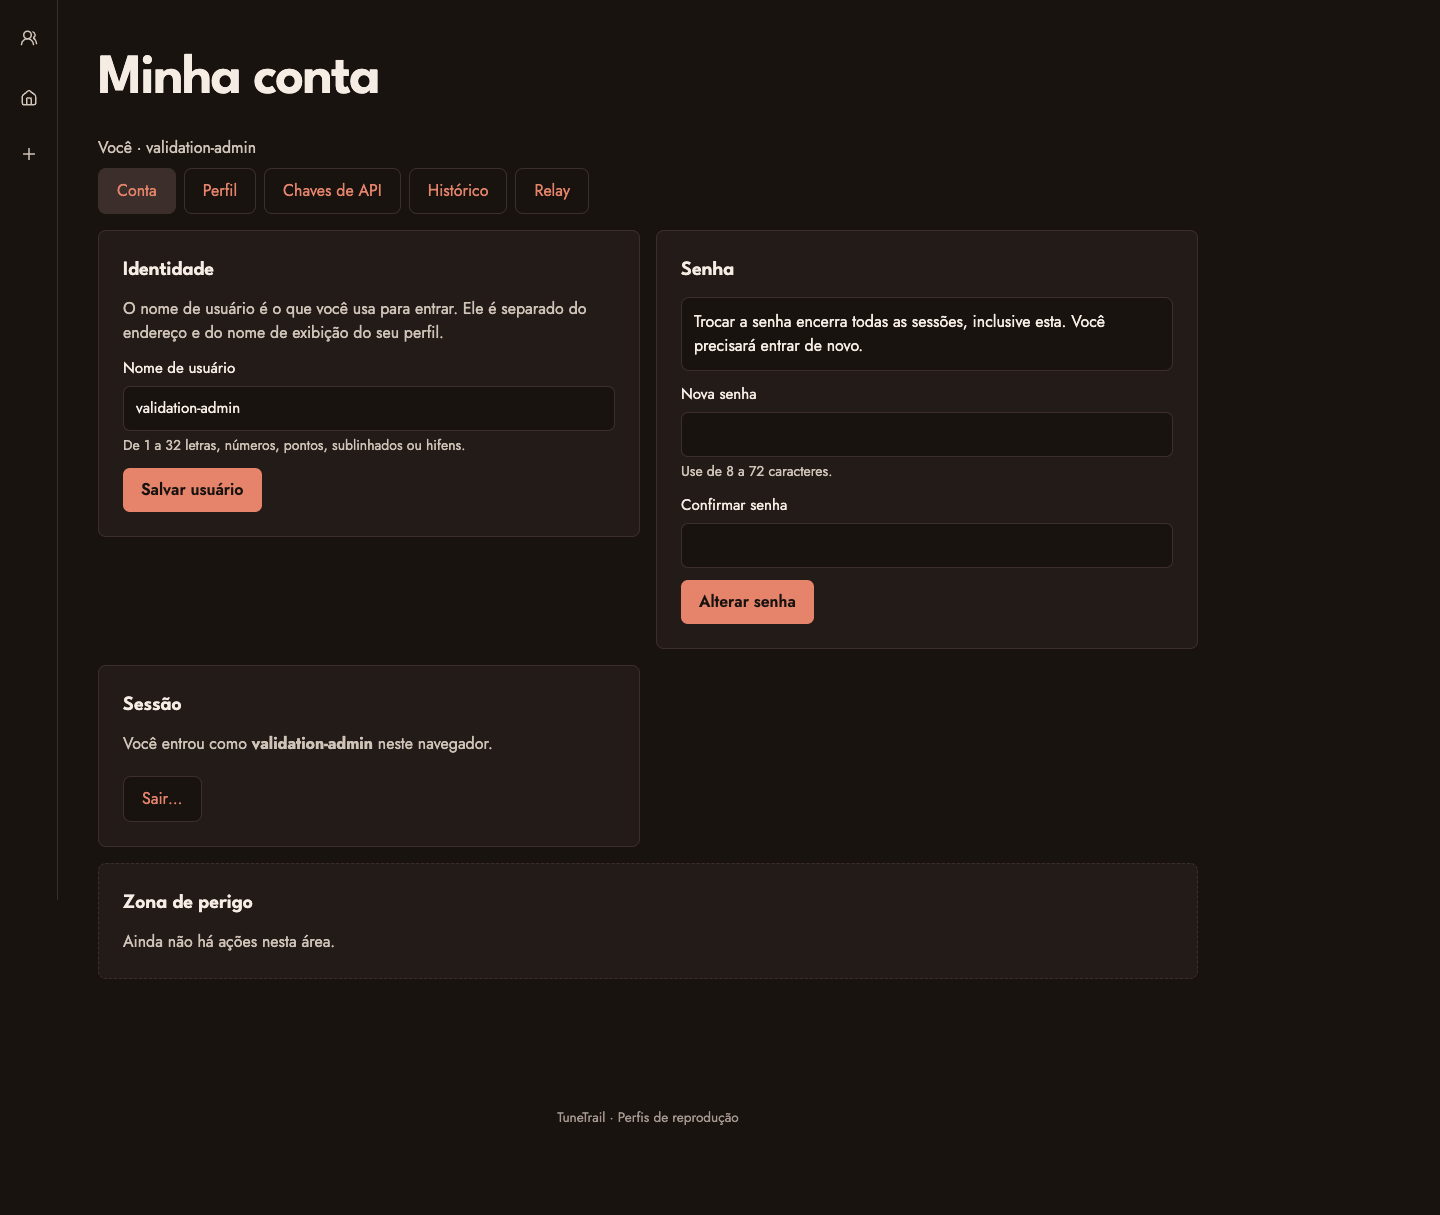 Minha conta
Você · validation-admin
Conta
Perfil
Chaves de API
Histórico
Relay
Identidade
O nome de usuário é o que você usa para entrar. Ele é separado do
endereço e do nome de exibição do seu perfil.
Nome de usuário
validation-admin
De 1 a 32 letras, números, pontos, sublinhados ou hifens.
Salvar usuário
Senha
Trocar a senha encerra todas as sessões, inclusive esta. Você
precisará entrar de novo.
Nova senha
Use de 8 a 72 caracteres.
Confirmar senha
Alterar senha
Sessão
Você entrou como validation-admin neste navegador.
Sair...
Zona de perigo
Ainda não há ações nesta área.
TuneTrail · Perfis de reprodução